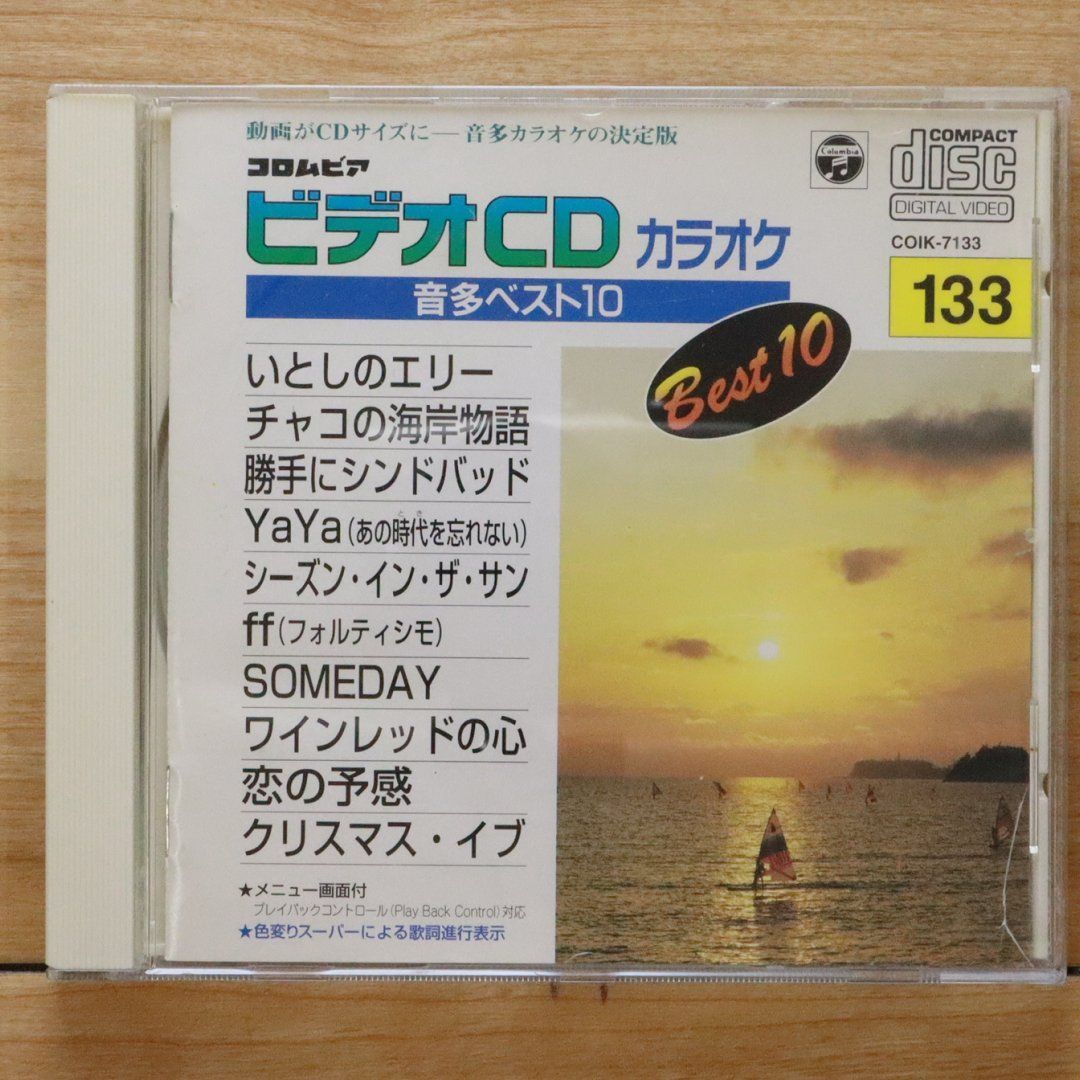 動画がCDサイズに──音多カラオケの決定版
コロムビア
ビデオCD カラオケ
音多ベスト10
Columbia
COMPACT
disc
DIGITAL VIDEO
COIK-7133
133
Best 10
いとしのエリー
チャコの海岸物語
勝手にシンドバッド
YaYa(あの時代を忘れない)
とき
シーズン・イン・ザ・サン
ff(フォルティシモ)
SOMEDAY
ワインレッドの心
恋の予感
クリスマス・イブ
★メニュー画面付
プレイバックコントロール(Play Back Control)対応
★色変りスーパーによる歌詞進行表示